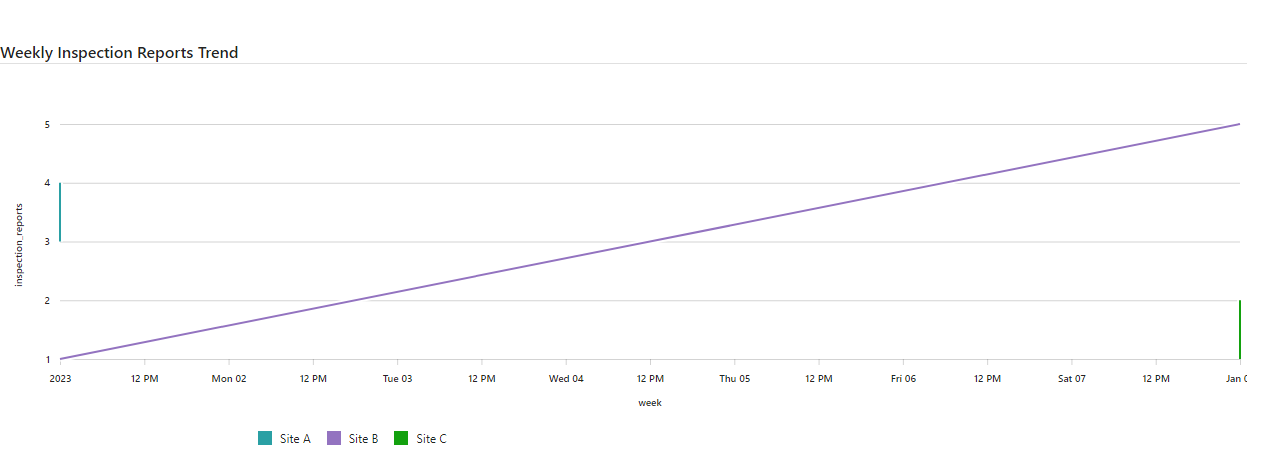 Weekly Inspection Reports Trend
5
4
3
2
1
inspection_reports
2023 12 PM Mon 02 12 PM Tue 03 12 PM Wed 04 12 PM Thu 05 12 PM Fri 06 12 PM Sat 07 12 PM Jan
week
Site A Site B Site C